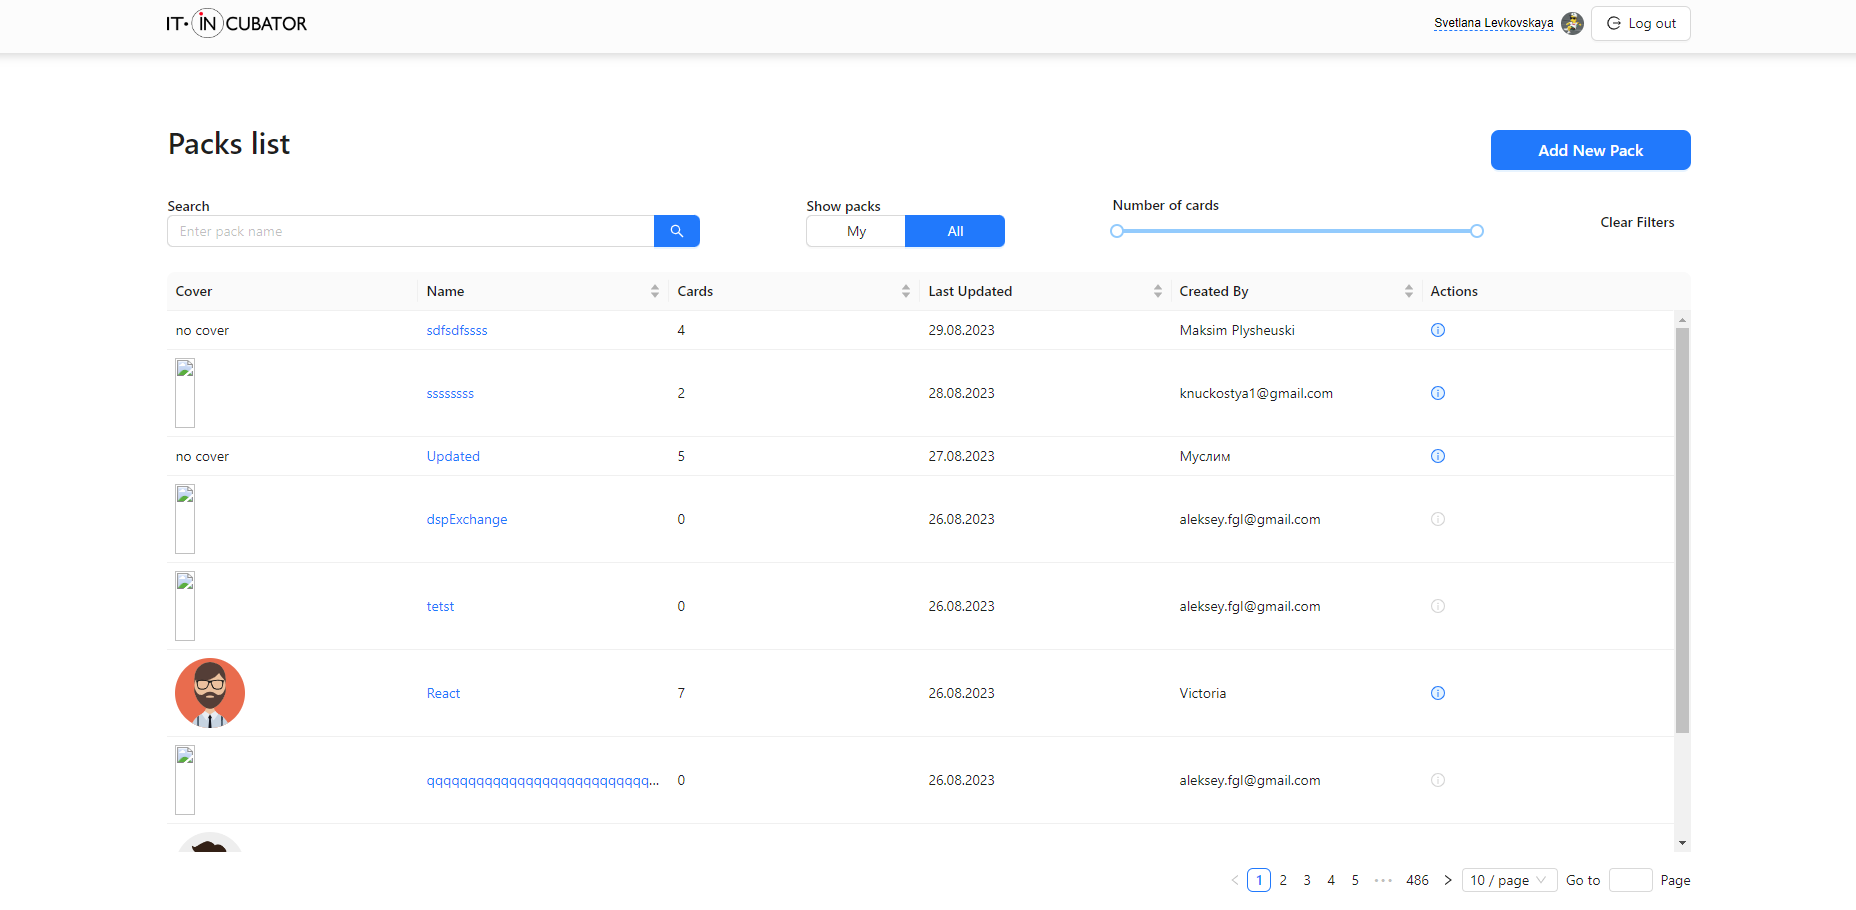 IT·INCUBATOR
Svetlana Levkovskaya
Log out
Packs list
Add New Pack
Search
Enter pack name
Show packs
My
All
Number of cards
Clear Filters
Cover Name Cards Last Updated Created By Actions
no cover sdfsdfssss 4 29.08.2023 Maksim Plysheuski
ssssssss 2 28.08.2023 knuckostya1@gmail.com
no cover Updated 5 27.08.2023 Муслим
dspExchange 0 26.08.2023 aleksey.fgl@gmail.com
tetst 0 26.08.2023 aleksey.fgl@gmail.com
React 7 26.08.2023 Victoria
qqqqqqqqqqqqqqqqqqqqqqqqqqq... 0 26.08.2023 aleksey.fgl@gmail.com
1 2 3 4 5 ••• 486 10 / page Go to Page